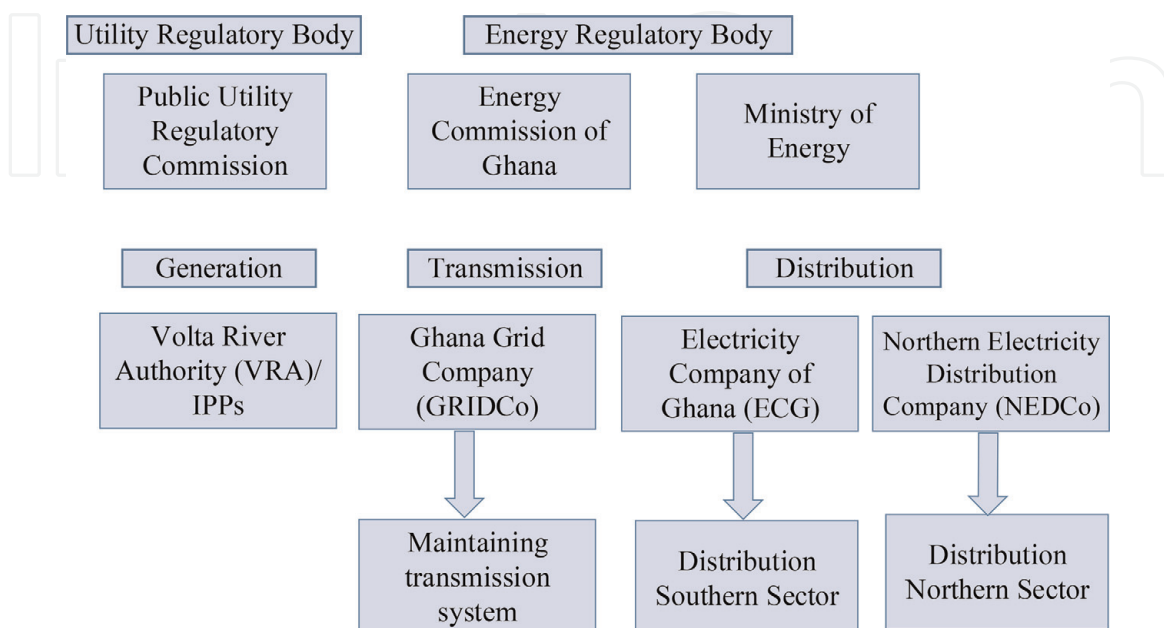 Utility Regulatory Body
Energy Regulatory Body
Public Utility
Regulatory
Commission
Energy
Commission of
Ghana
Ministry of
Energy
Generation
Transmission
Distribution
Volta River
Authority (VRA)/
IPPs
Ghana Grid
Company
(GRIDCo)
Electricity
Company of
Ghana (ECG)
Northern Electricity
Distribution
Company (NEDCo)
Maintaining
transmission
system
Distribution
Southern Sector
Distribution
Northern Sector